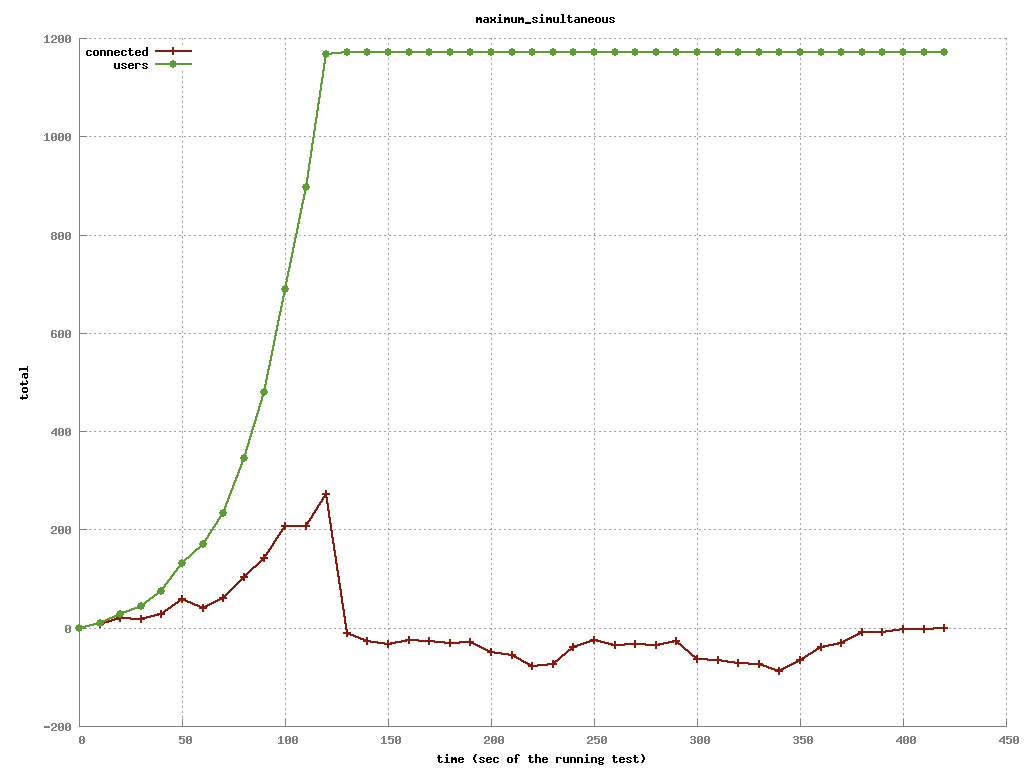 maximum_simultaneous
connected
users
1200
1000
800
600
400
200
0
-200
total
0 50 100 150 200 250 300 350 400 450
time (sec of the running test)